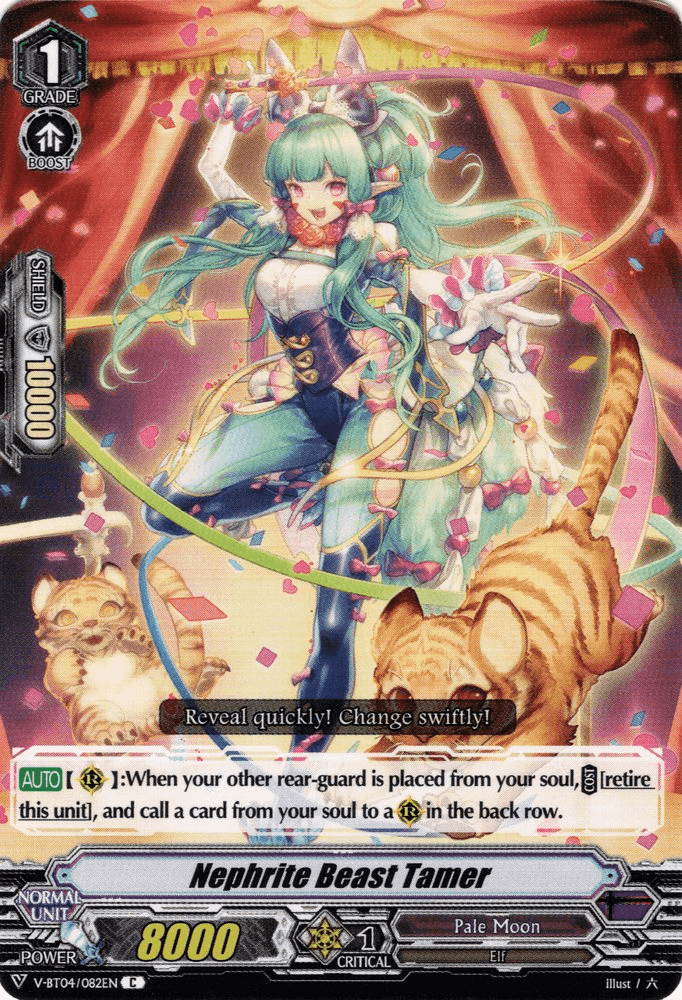 1
GRADE
BOOST
SHIELD
10000
Reveal quickly! Change swiftly!
AUTO [ R ]:When your other rear-guard is placed from your soul, COST [retire
this unit], and call a card from your soul to a R in the back row.
Nephrite Beast Tamer
NORMAL
UNIT
POWER
8000
1
CRITICAL
Pale Moon
Elf
V V-BT04/082EN C
illust / 六